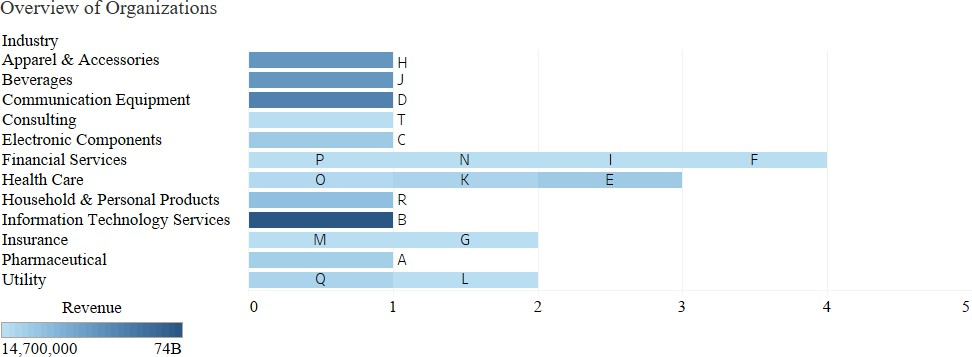 Overview of Organizations
Industry
Apparel & Accessories H
Beverages J
Communication Equipment D
Consulting T
Electronic Components C
Financial Services P N I F
Health Care O K E
Household & Personal Products R
Information Technology Services B
Insurance M G
Pharmaceutical A
Utility Q L
0 1 2 3 4 5
Revenue
14,700,000 74B